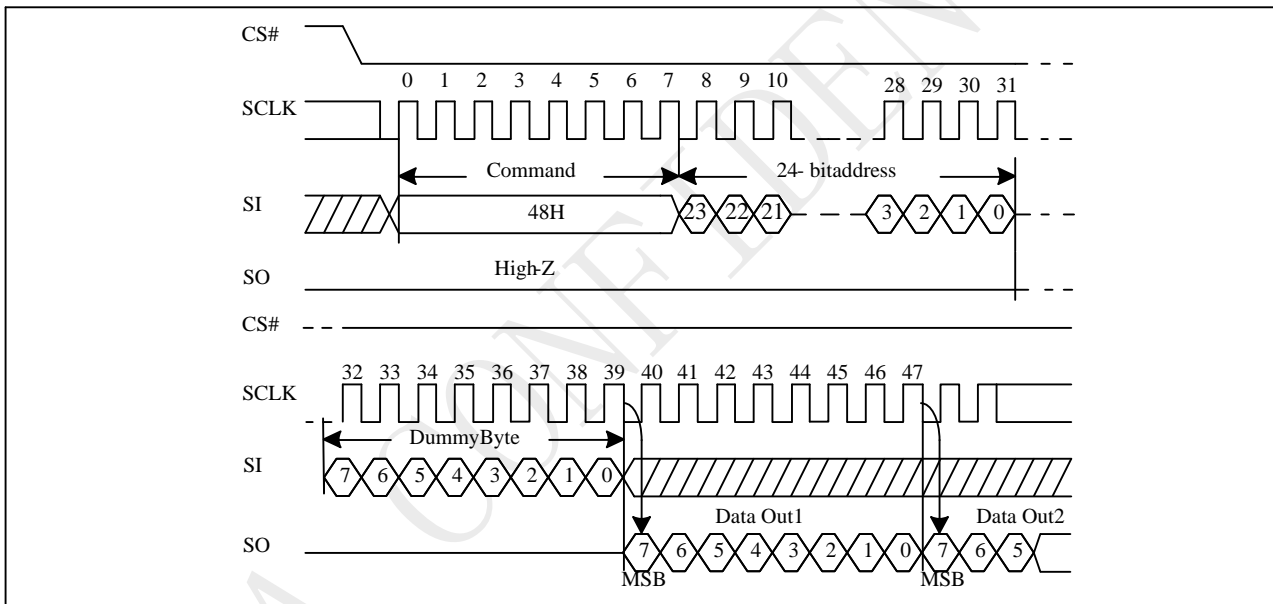 CS#
0 1 2 3 4 5 6 7 8 9 10 28 29 30 31
SCLK
Command 24- bitaddress
SI 48H 23 22 21 3 2 1 0
High-Z
SO
CS#
32 33 34 35 36 37 38 39 40 41 42 43 44 45 46 47
SCLK
DummyByte
SI 7 6 5 4 3 2 1 0
Data Out1 Data Out2
SO 7 6 5 4 3 2 1 0 7 6 5
MSB MSB
CONFIDEN